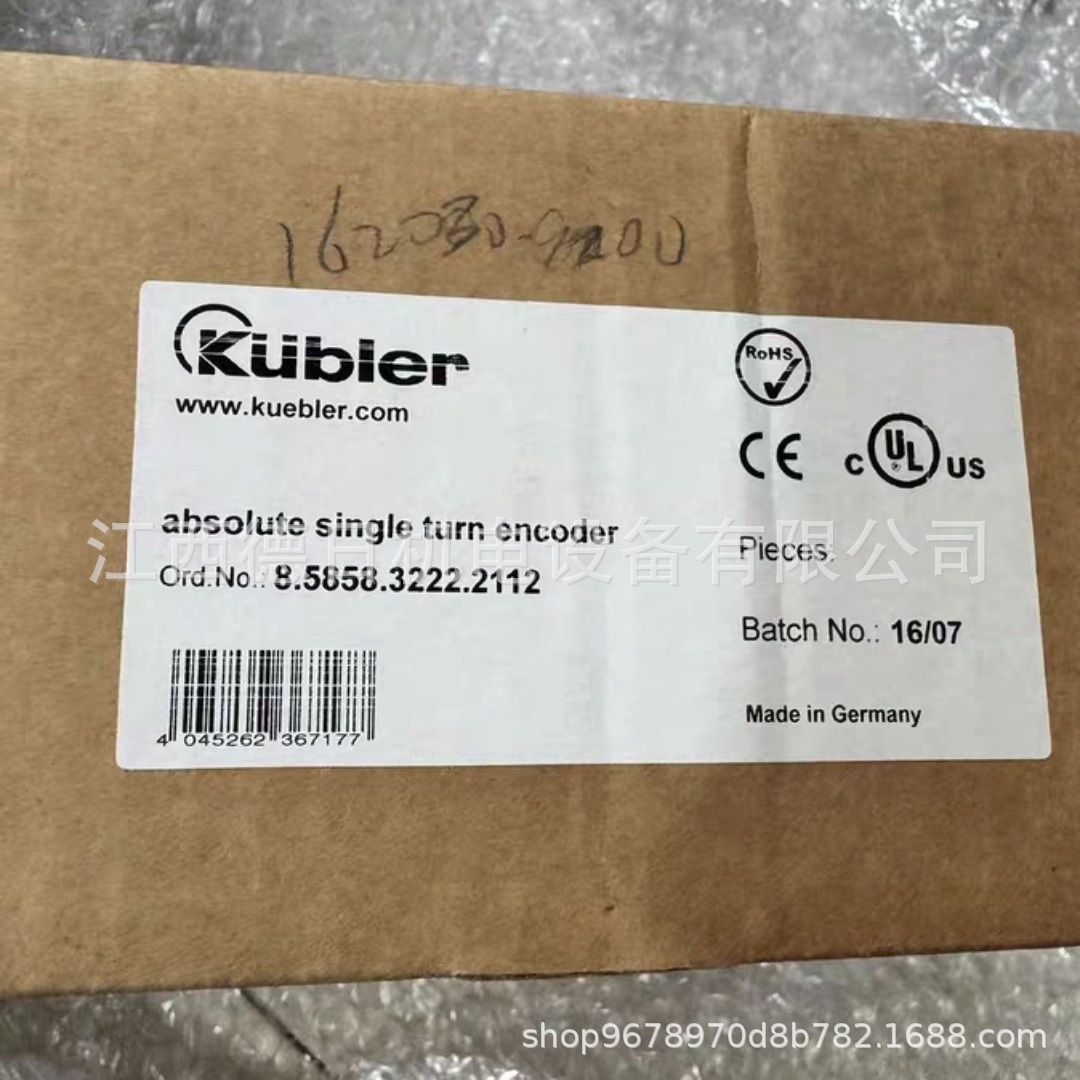 Kübler
www.kuebler.com
RoHS
CE
c UL US
absolute single turn encoder
Ord.No.: 8.5858.3222.2112
Pieces:
Batch No.: 16/07
Made in Germany
4 045262 367177
江西德百机电设备有限公司
shop9678970d8b782.1688.com